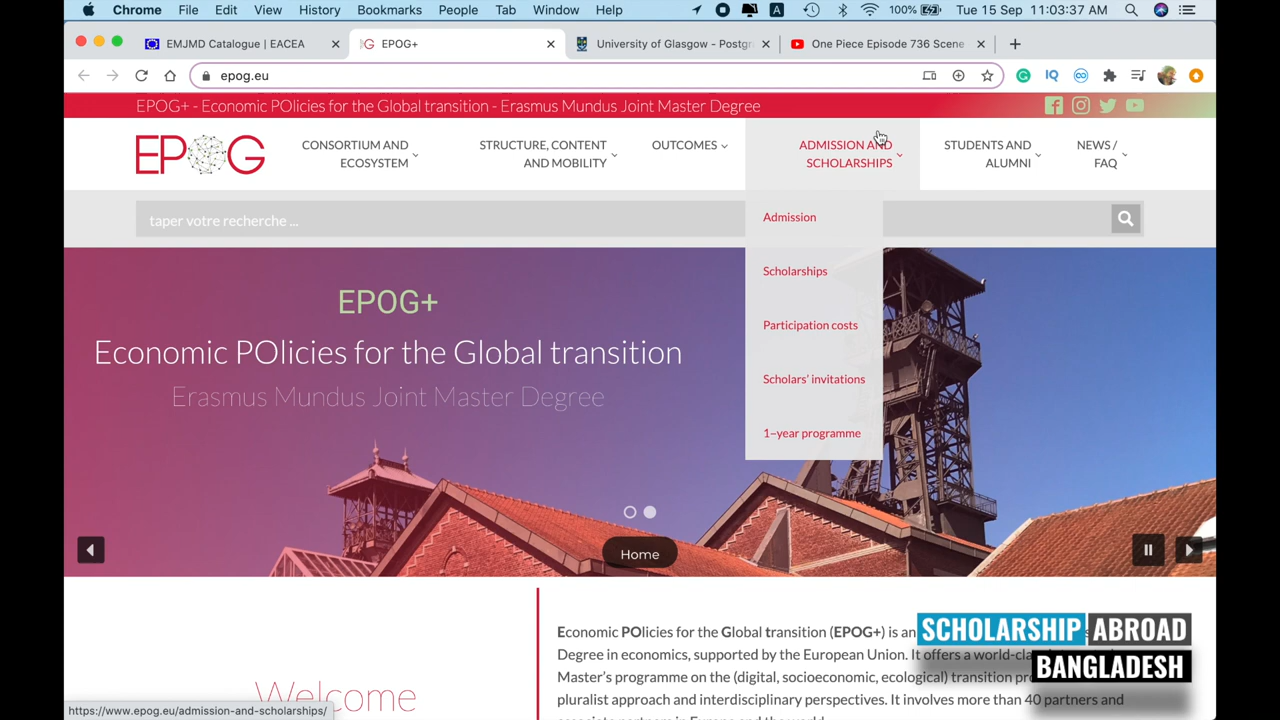 Chrome File Edit View History Bookmarks People Tab Window Help A 100% Tue 15 Sep 11:03:37 AM
EMJMD Catalogue | EACEA
EPOG+
University of Glasgow - Postgr
One Piece Episode 736 Scene
epog.eu
EPOG+ - Economic POlicies for the Global transition - Erasmus Mundus Joint Master Degree
EPOG
CONSORTIUM AND
ECOSYSTEM
STRUCTURE, CONTENT
AND MOBILITY
OUTCOMES
ADMISSION AND
SCHOLARSHIPS
STUDENTS AND
ALUMNI
NEWS /
FAQ
taper votre recherche ...
Admission
Scholarships
Participation costs
Scholars' invitations
1–year programme
EPOG+
Economic POlicies for the Global transition
Erasmus Mundus Joint Master Degree
Home
Welcome
Economic POlicies for the Global transition (EPOG+) is an
Degree in economics, supported by the European Union. It offers a world-cla
Master's programme on the (digital, socioeconomic, ecological) transition pr
pluralist approach and interdisciplinary perspectives. It involves more than 40 partners and
SCHOLARSHIP ABROAD
BANGLADESH
https://www.epog.eu/admission-and-scholarships/